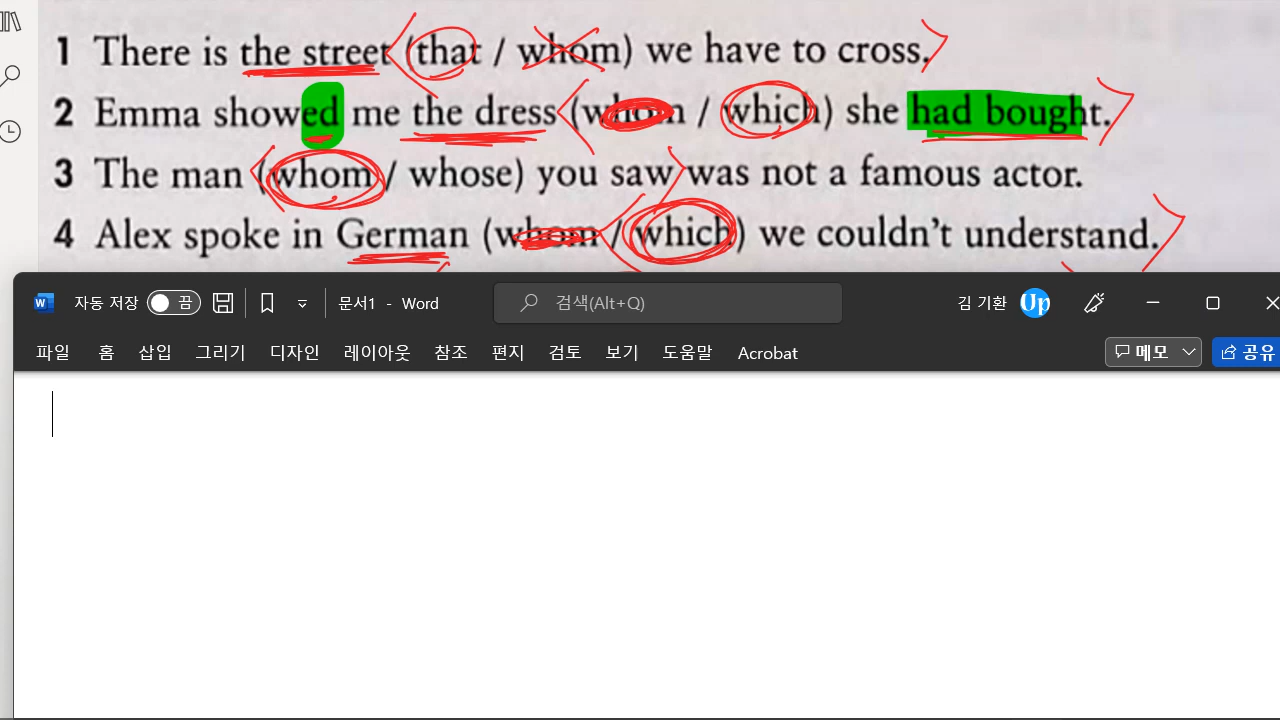 1 There is the street (that / whom) we have to cross.
2 Emma showed me the dress (whom / which) she had bought.
3 The man (whom / whose) you saw was not a famous actor.
4 Alex spoke in German (whom / which) we couldn't understand.
자동 저장 끔 문서1 - Word 검색(Alt+Q) 김 기환 Up
파일 홈 삽입 그리기 디자인 레이아웃 참조 편지 검토 보기 도움말 Acrobat 메모 공유